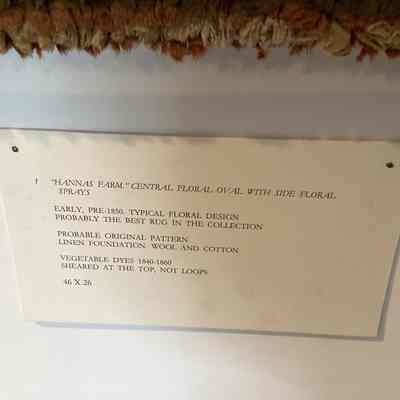 † "HANNAS FARM." CENTRAL FLORAL OVAL WITH SIDE FLORAL
SPRAYS
EARLY, PRE-1850. TYPICAL FLORAL DESIGN
PROBABLY THE BEST RUG IN THE COLLECTION
PROBABLE ORIGINAL PATTERN
LINEN FOUNDATION. WOOL AND COTTON
VEGETABLE DYES 1840-1860
SHEARED AT THE TOP, NOT LOOPS
46 X 26